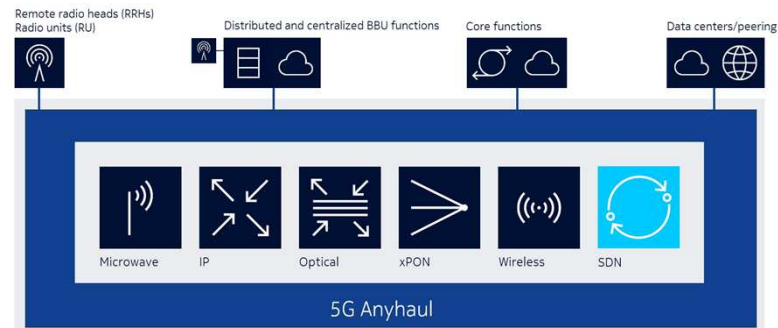 Remote radio heads (RRHs)
Radio units (RU)
Distributed and centralized BBU functions
Core functions
Data centers/peering
Microwave
IP
Optical
xPON
Wireless
SDN
5G Anyhaul